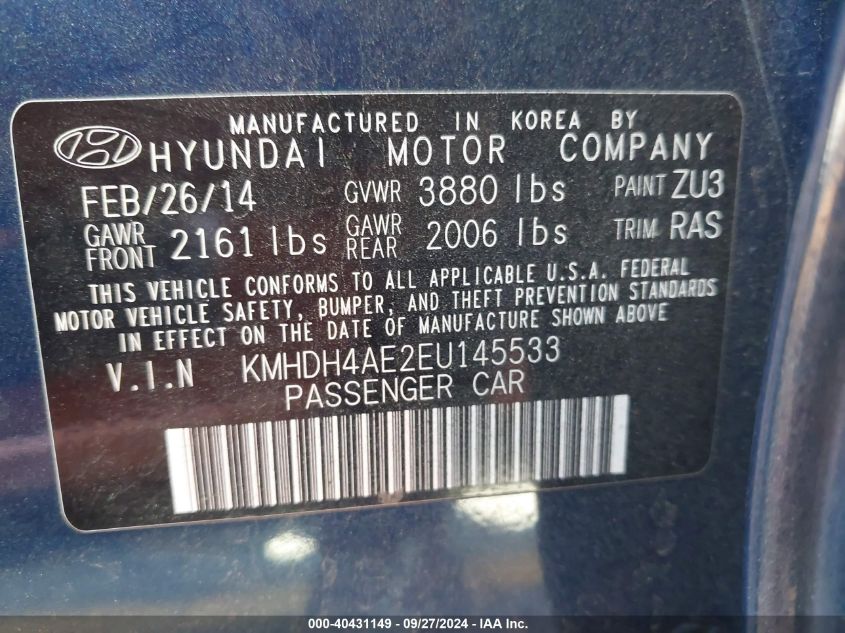 MANUFACTURED IN KOREA BY
HYUNDAI MOTOR COMPANY
FEB/26/14 GVWR 3880 lbs PAINT ZU3
GAWR FRONT 2161 lbs GAWR REAR 2006 lbs TRIM RAS
THIS VEHICLE CONFORMS TO ALL APPLICABLE U.S.A. FEDERAL
MOTOR VEHICLE SAFETY, BUMPER, AND THEFT PREVENTION STANDARDS
IN EFFECT ON THE DATE OF MANUFACTURE SHOWN ABOVE
V.I.N KMHDH4AE2EU145533
PASSENGER CAR
000-40431149 - 09/27/2024 - IAA Inc.